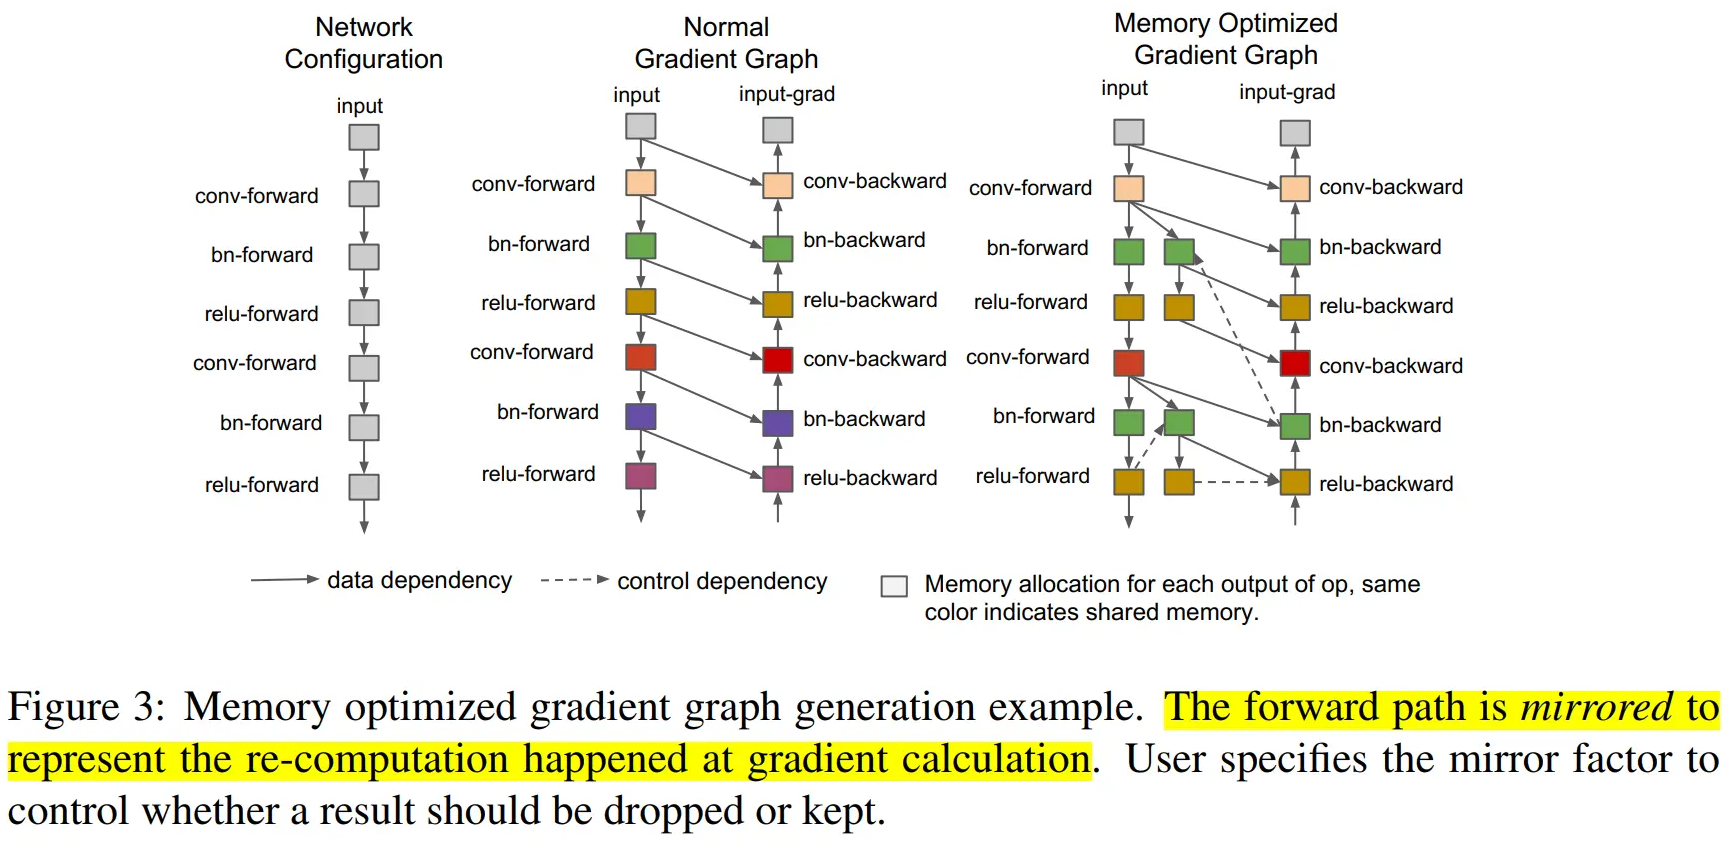 Network
Configuration
input
conv-forward
bn-forward
relu-forward
conv-forward
bn-forward
relu-forward
Normal
Gradient Graph
input
input-grad
conv-forward
conv-backward
bn-forward
bn-backward
relu-forward
relu-backward
conv-forward
conv-backward
bn-forward
bn-backward
relu-forward
relu-backward
Memory Optimized
Gradient Graph
input
input-grad
conv-forward
conv-backward
bn-forward
bn-backward
relu-forward
relu-backward
conv-forward
conv-backward
bn-forward
bn-backward
relu-forward
relu-backward
data dependency
control dependency
Memory allocation for each output of op, same
color indicates shared memory.
Figure 3: Memory optimized gradient graph generation example. The forward path is mirrored to
represent the re-computation happened at gradient calculation. User specifies the mirror factor to
control whether a result should be dropped or kept.